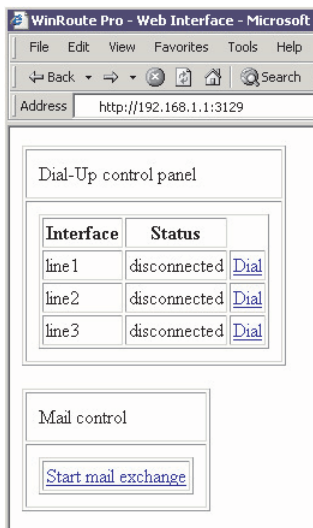 WinRoute Pro - Web Interface - Microsoft
File Edit View Favorites Tools Help
Back Search
Address http://192.168.1.1:3129
Dial-Up control panel
Interface Status
line1 disconnected Dial
line2 disconnected Dial
line3 disconnected Dial
Mail control
Start mail exchange